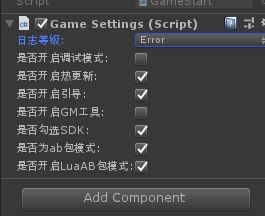 Script
GameStart
Game Settings (Script)
日志等级:
Error
是否开启调试模式:
是否开启热更新:
是否开启引导:
是否开启GM工具:
是否勾选SDK:
是否为ab包模式:
是否开启LuaAB包模式:
Add Component